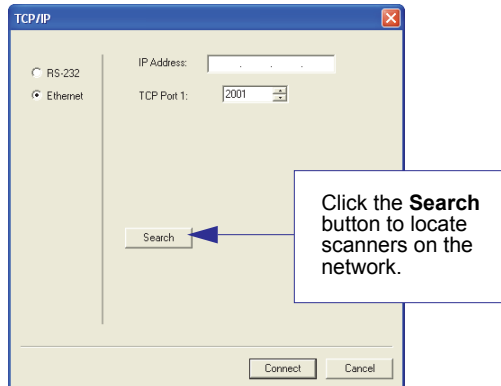 TCP/IP
RS-232
Ethernet
IP Address: . . .
TCP Port 1: 2001
Click the Search
button to locate
scanners on the
network.
Search
Connect Cancel